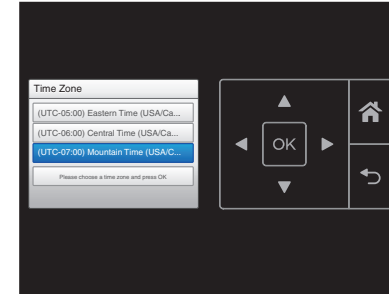 Time Zone
(UTC-05:00) Eastern Time (USA/Ca...
(UTC-06:00) Central Time (USA/Ca...
(UTC-07:00) Mountain Time (USA/C...
Please choose a time zone and press OK
OK